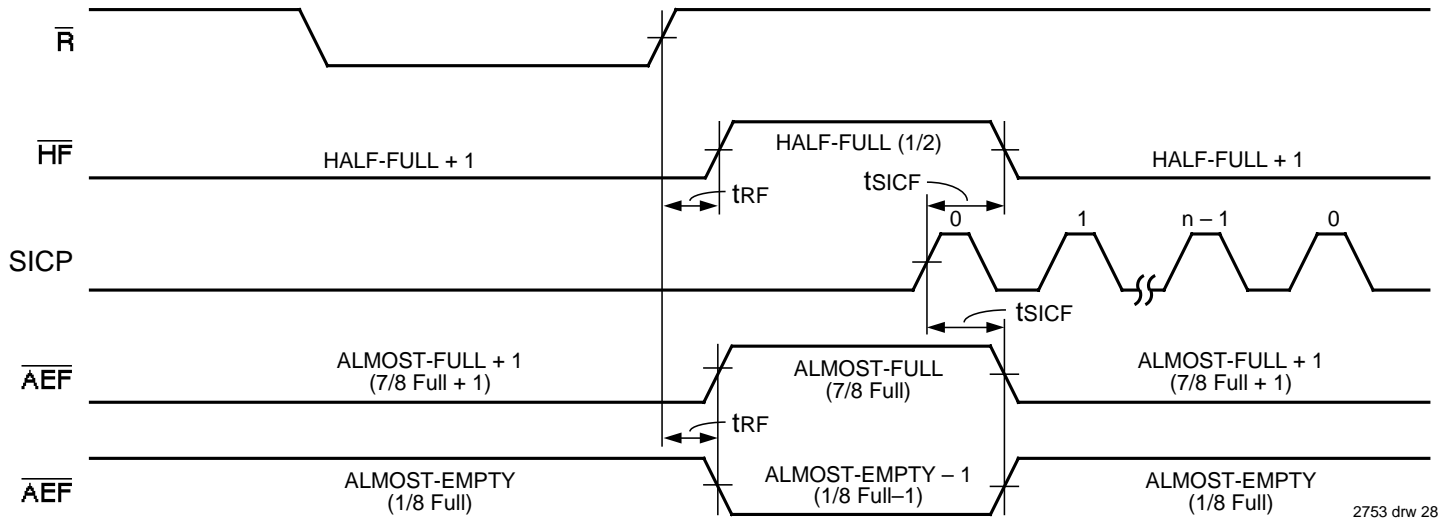 R
HF
HALF-FULL + 1
HALF-FULL (1/2)
HALF-FULL + 1
tRF
tSICF
0
1
n – 1
0
SICP
tSICF
AEF
ALMOST-FULL + 1
(7/8 Full + 1)
ALMOST-FULL
(7/8 Full)
ALMOST-FULL + 1
(7/8 Full + 1)
tRF
AEF
ALMOST-EMPTY
(1/8 Full)
ALMOST-EMPTY – 1
(1/8 Full–1)
ALMOST-EMPTY
(1/8 Full)
2753 drw 28